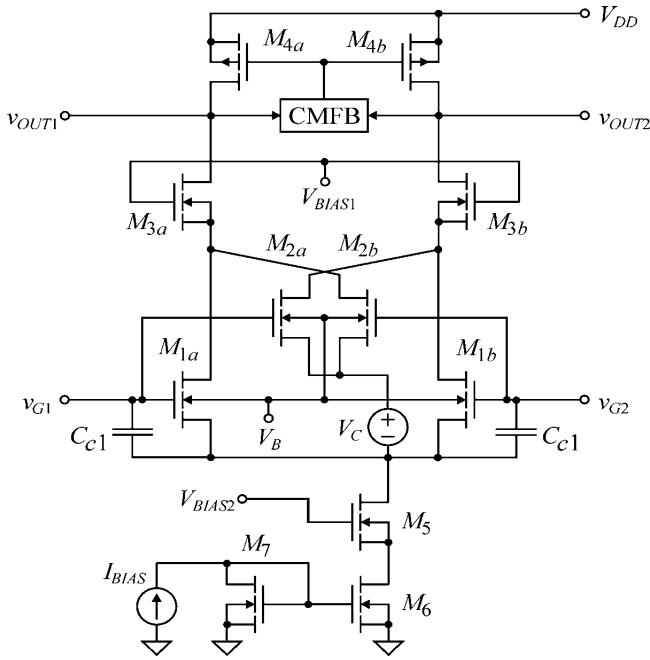 V_DD
M_4a M_4b
v_OUT1 CMFB v_OUT2
V_BIAS1
M_3a M_3b
M_2a M_2b
M_1a M_1b
v_G1 v_G2
C_c1 V_B V_C + − C_c1
V_BIAS2
M_5
M_7
I_BIAS
M_6